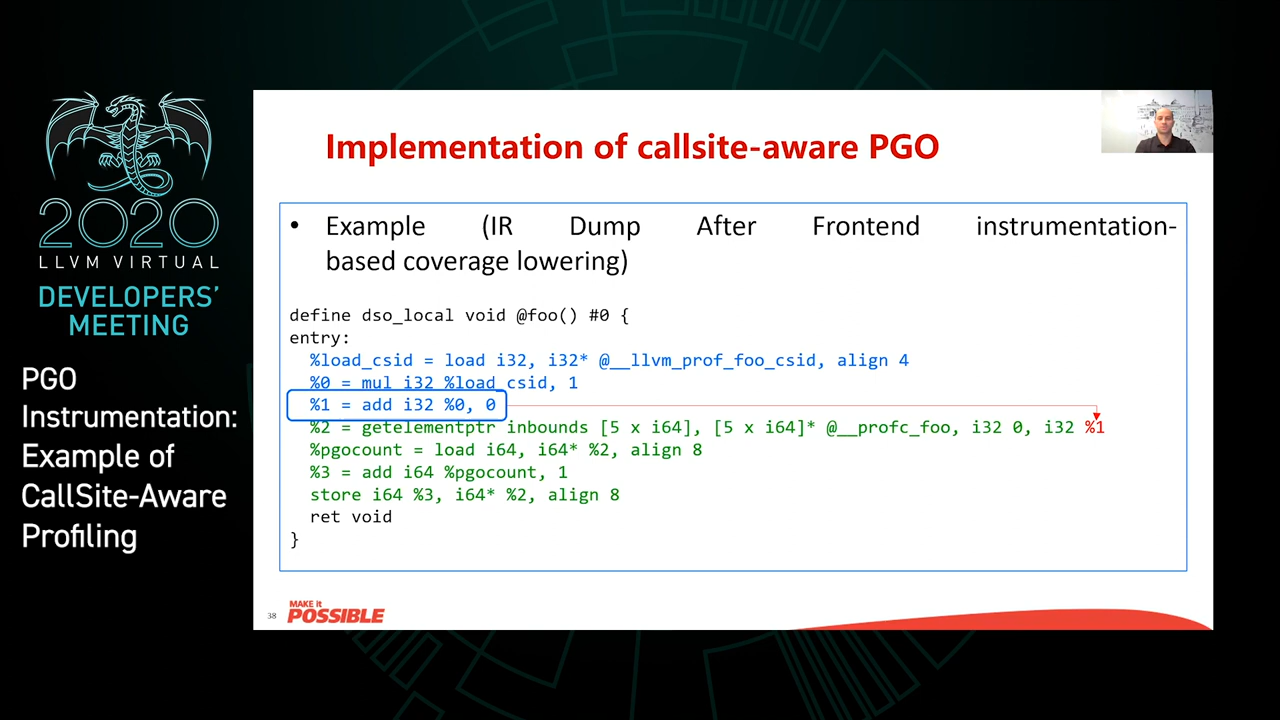 2020
LLVM VIRTUAL
DEVELOPERS'
MEETING
PGO
Instrumentation:
Example of
CallSite-Aware
Profiling
Implementation of callsite-aware PGO
• Example (IR Dump After Frontend instrumentation-
based coverage lowering)
define dso_local void @foo() #0 {
entry:
%load_csid = load i32, i32* @__llvm_prof_foo_csid, align 4
%0 = mul i32 %load_csid, 1
%1 = add i32 %0, 0
%2 = getelementptr inbounds [5 x i64], [5 x i64]* @__profc_foo, i32 0, i32 %1
%pgocount = load i64, i64* %2, align 8
%3 = add i64 %pgocount, 1
store i64 %3, i64* %2, align 8
ret void
}
38
MAKE it
POSSIBLE